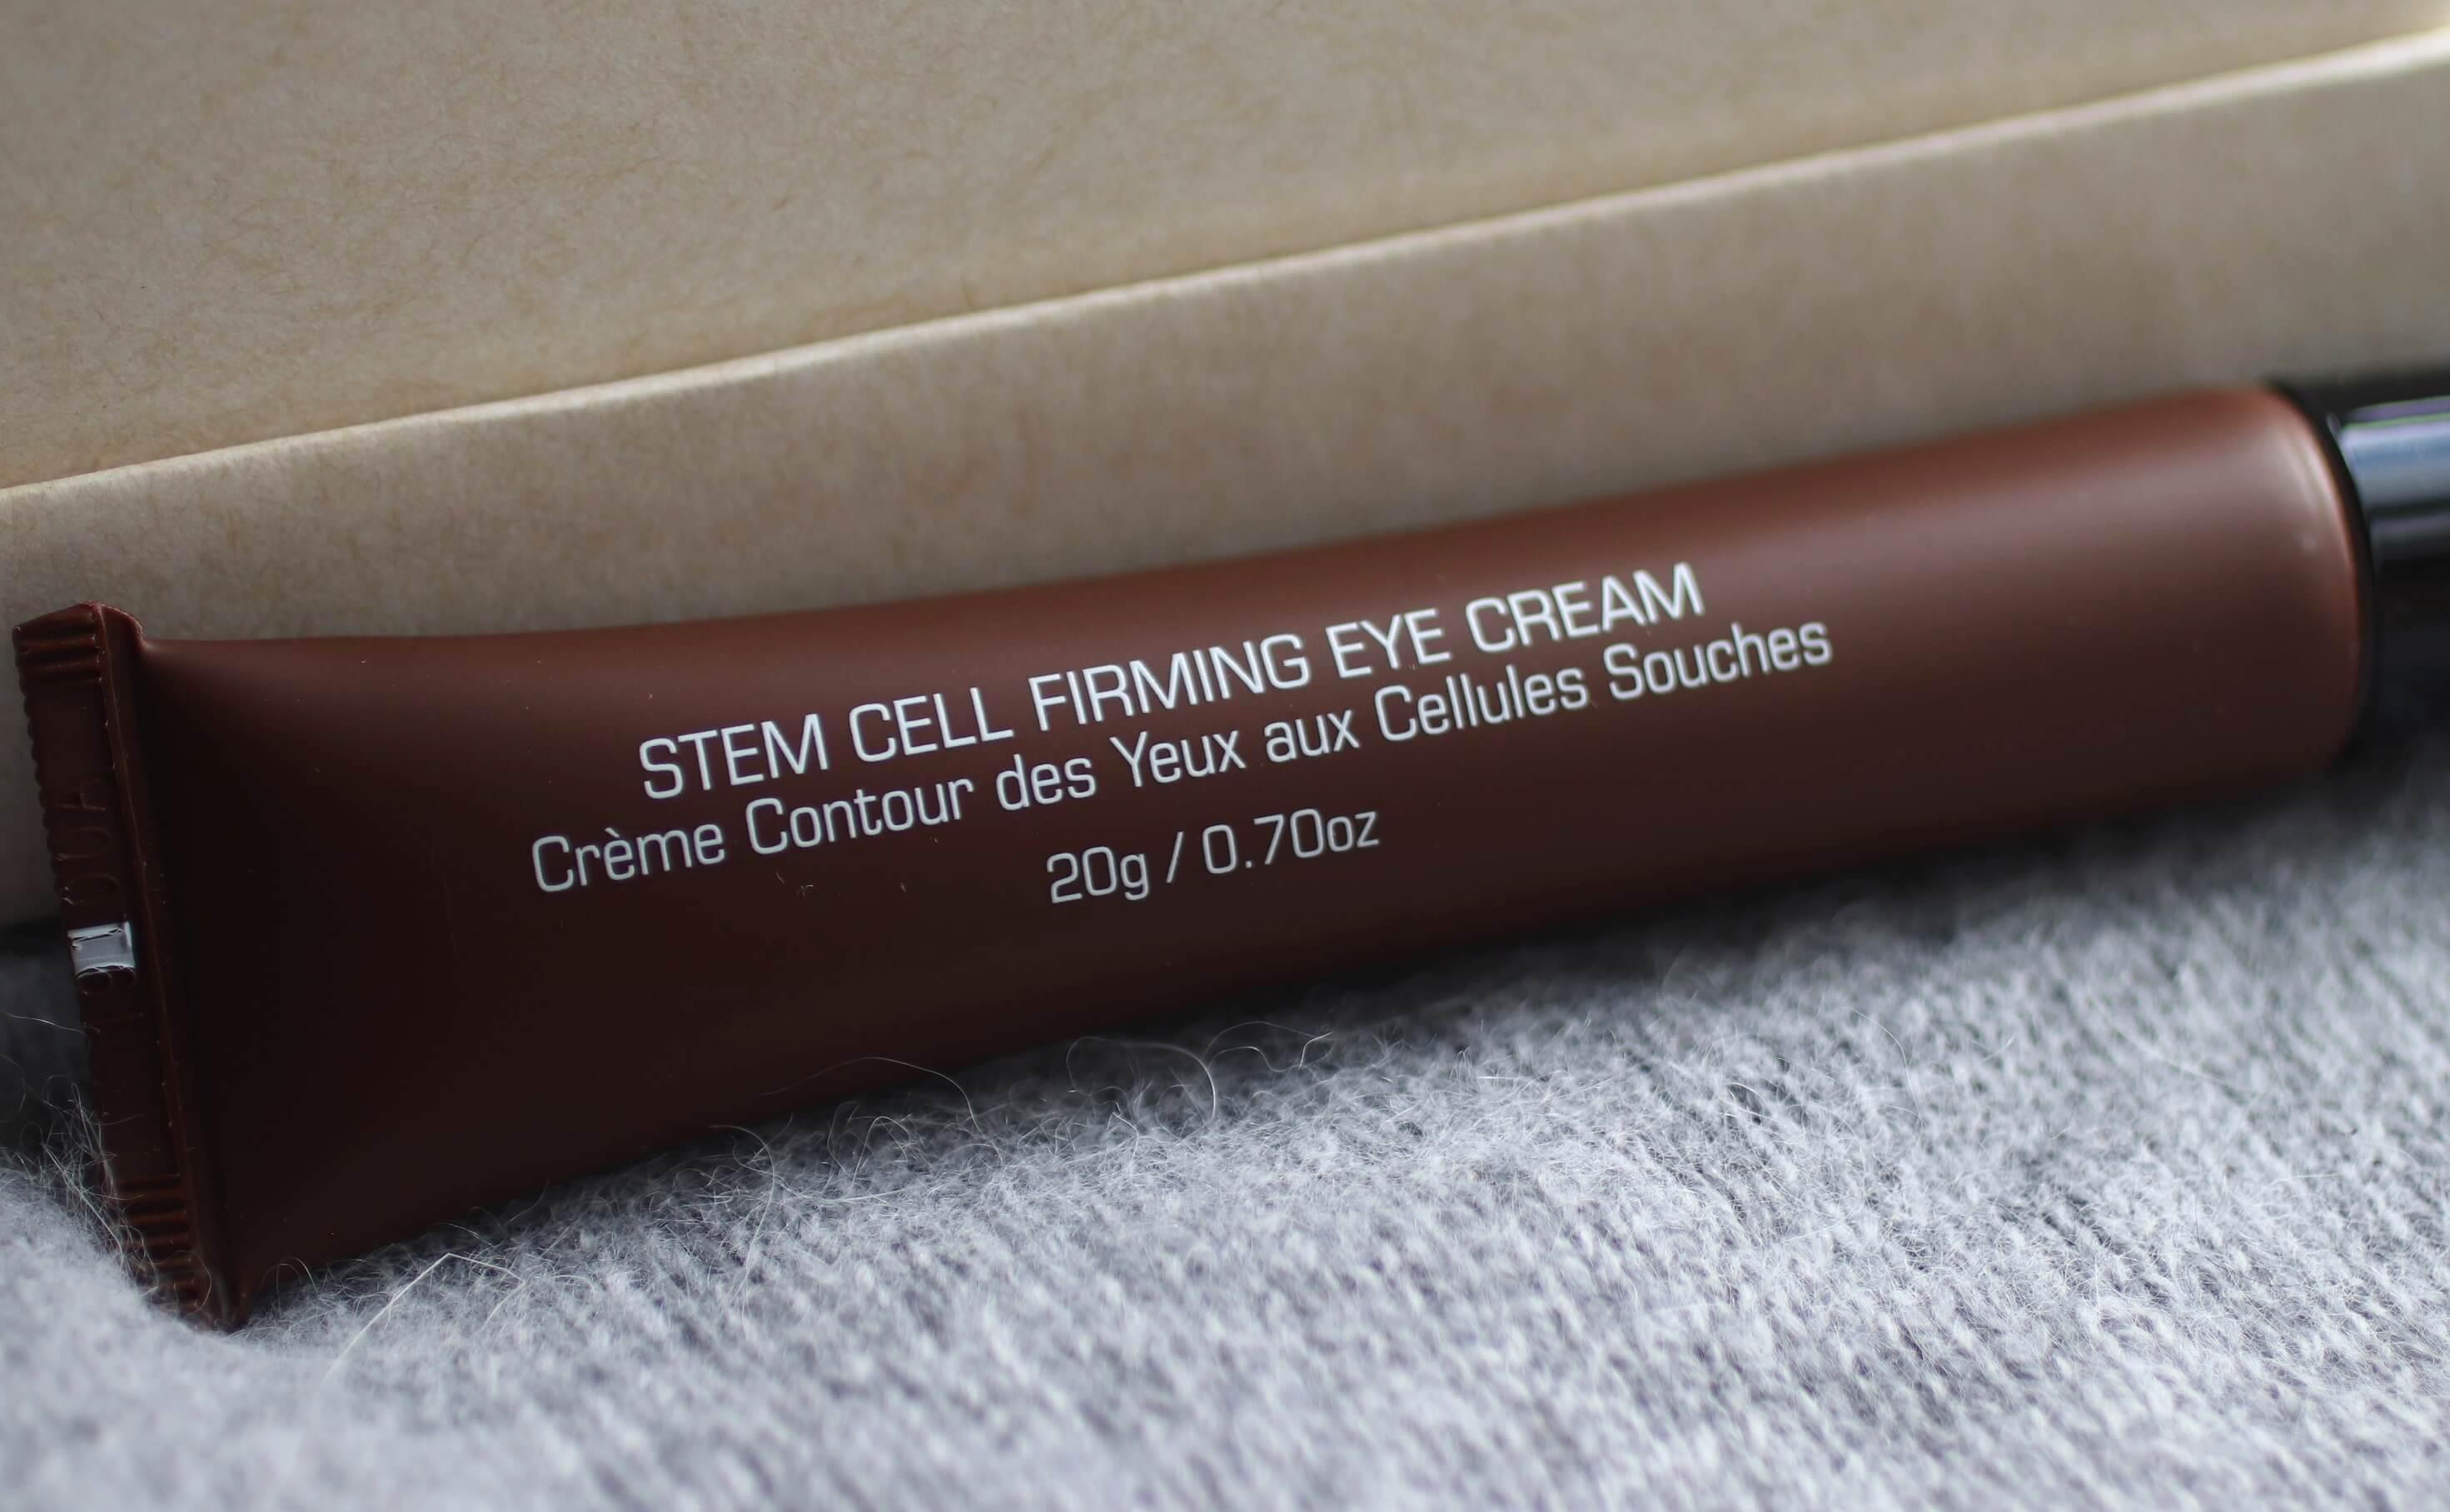 STEM CELL FIRMING EYE CREAM
Crème Contour des Yeux aux Cellules Souches
20g / 0.70oz